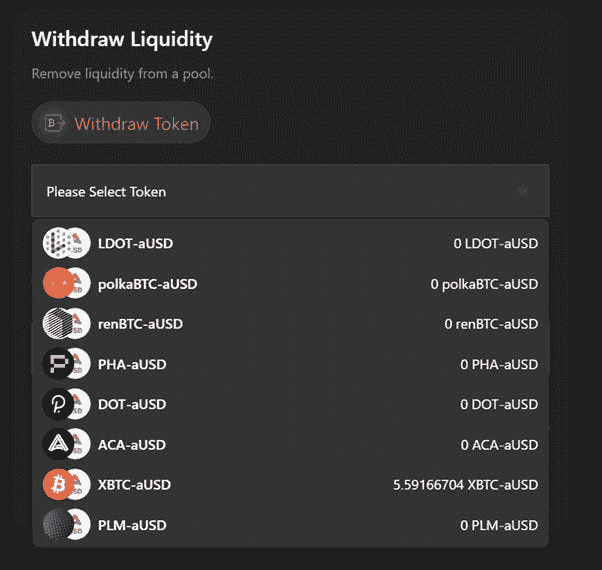 Withdraw Liquidity
Remove liquidity from a pool.
Withdraw Token
Please Select Token
LDOT-aUSD 0 LDOT-aUSD
polkaBTC-aUSD 0 polkaBTC-aUSD
renBTC-aUSD 0 renBTC-aUSD
PHA-aUSD 0 PHA-aUSD
DOT-aUSD 0 DOT-aUSD
ACA-aUSD 0 ACA-aUSD
XBTC-aUSD 5.59166704 XBTC-aUSD
PLM-aUSD 0 PLM-aUSD